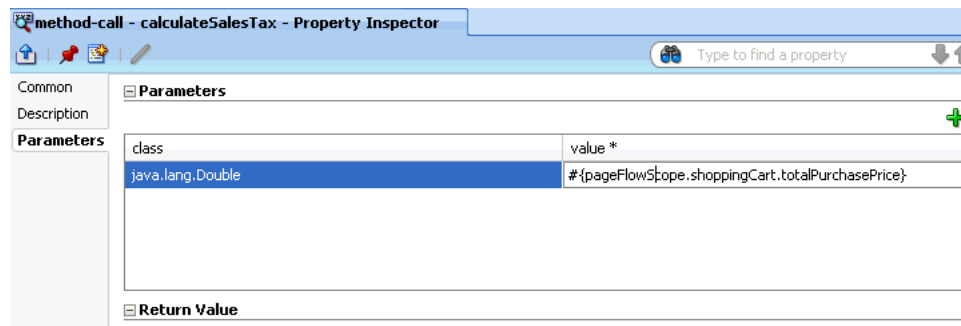 method-call - calculateSalesTax - Property Inspector
Type to find a property
Common
Description
Parameters
Parameters
class
value *
java.lang.Double
#{pageFlowScope.shoppingCart.totalPurchasePrice}
Return Value